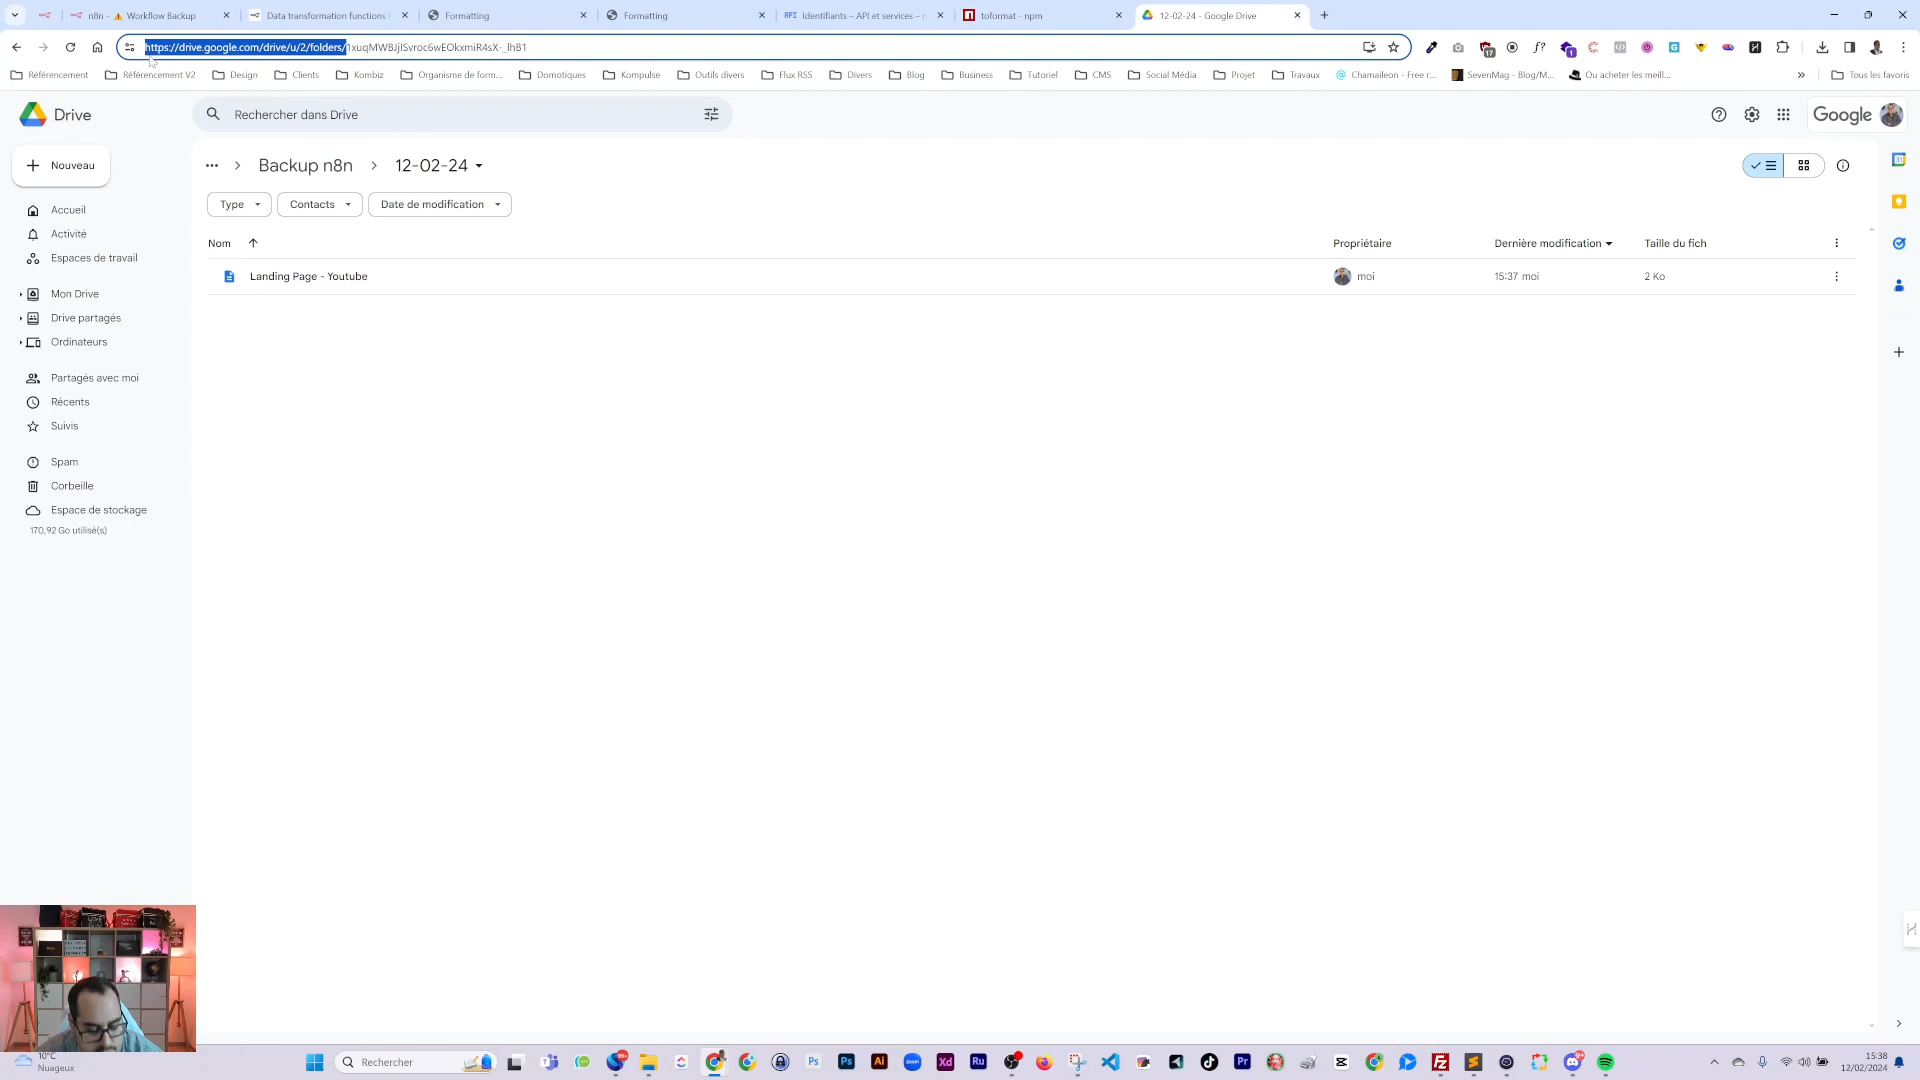 n8n - ⚠ Workflow Backup
Data transformation functions
Formatting
Formatting
API Identifiants – API et services –
toformat - npm
12-02-24 - Google Drive
https://drive.google.com/drive/u/2/folders/1xuqMWBJjlSvroc6wEOkxmiR4sX-_lhB1
Référencement
Référencement V2
Design
Clients
Kombiz
Organisme de form...
Domotiques
Kompulse
Outils divers
Flux RSS
Divers
Blog
Business
Tutoriel
CMS
Social Média
Projet
Travaux
Chamaileon - Free r...
SevenMag - Blog/M...
Ou acheter les meill...
»
Tous les favoris
Drive
Rechercher dans Drive
Google
Nouveau
Backup n8n
12-02-24
Type
Contacts
Date de modification
Accueil
Activité
Espaces de travail
Mon Drive
Drive partagés
Ordinateurs
Partagés avec moi
Récents
Suivis
Spam
Corbeille
Espace de stockage
170,92 Go utilisé(s)
Nom
Propriétaire
Dernière modification
Taille du fich
Landing Page - Youtube
moi
15:37 moi
2 Ko
10°C
Nuageux
Rechercher
15:38
12/02/2024